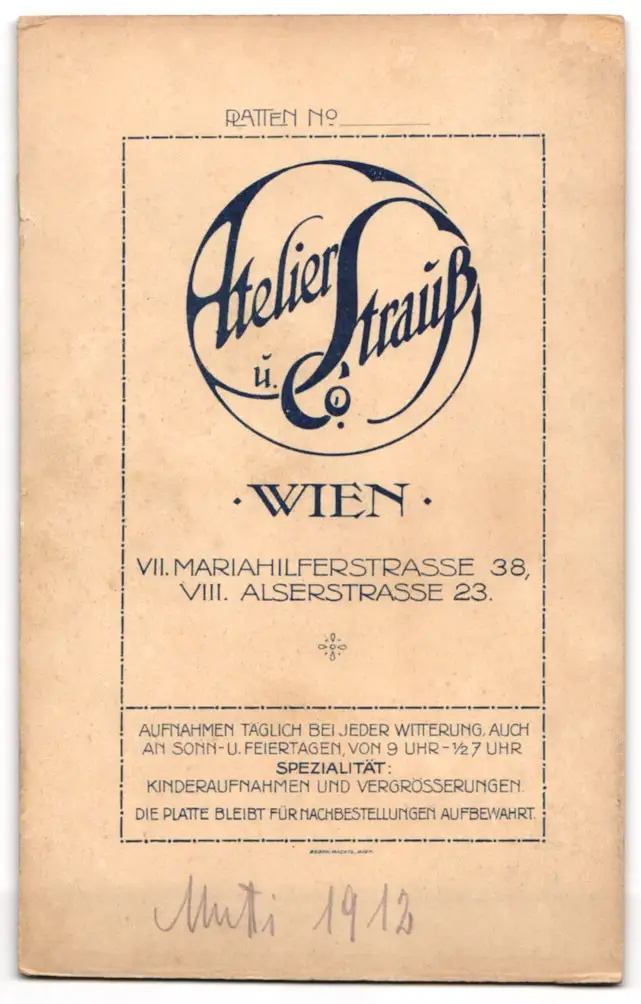 PLATTEN No
Atelier
Strauß
u. Co.
· WIEN ·
VII. MARIAHILFERSTRASSE 38,
VIII. ALSERSTRASSE 23.
AUFNAHMEN TÄGLICH BEI JEDER WITTERUNG, AUCH
AN SONN- U. FEIERTAGEN, VON 9 UHR - ½7 UHR
SPEZIALITÄT:
KINDERAUFNAHMEN UND VERGRÖSSERUNGEN.
DIE PLATTE BLEIBT FÜR NACHBESTELLUNGEN AUFBEWAHRT.
Mutti 1912